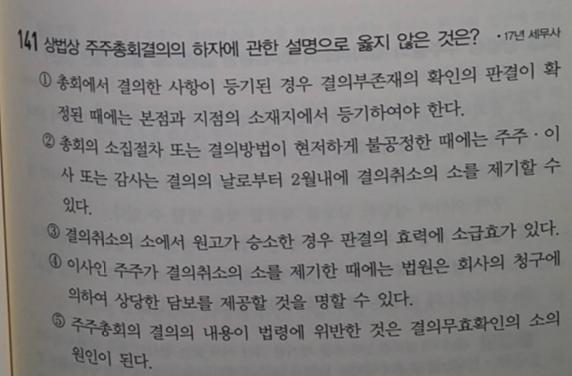 141 상법상 주주총회결의의 하자에 관한 설명으로 옳지 않은 것은? • 17년 세무사
① 총회에서 결의한 사항이 등기된 경우 결의부존재의 확인의 판결이 확
정된 때에는 본점과 지점의 소재지에서 등기하여야 한다.
② 총회의 소집절차 또는 결의방법이 현저하게 불공정한 때에는 주주·이
사 또는 감사는 결의의 날로부터 2월내에 결의취소의 소를 제기할 수
있다.
③ 결의취소의 소에서 원고가 승소한 경우 판결의 효력에 소급효가 있다.
④ 이사인 주주가 결의취소의 소를 제기한 때에는 법원은 회사의 청구에
의하여 상당한 담보를 제공할 것을 명할 수 있다.
⑤ 주주총회의 결의의 내용이 법령에 위반한 것은 결의무효확인의 소의
원인이 된다.